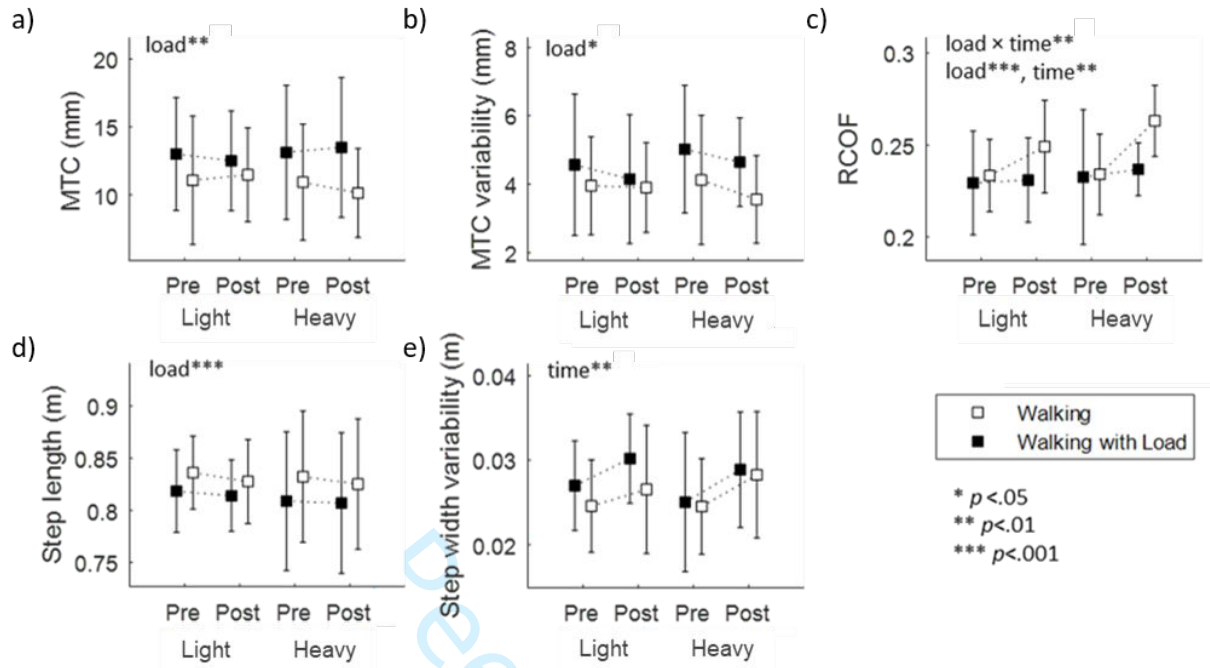 a)
load**
MTC (mm)
20
15
10
Pre Post Pre Post
Light Heavy
b)
load*
MTC variability (mm)
8
6
4
2
Pre Post Pre Post
Light Heavy
c)
load × time**
load***, time**
RCOF
0.3
0.25
0.2
Pre Post Pre Post
Light Heavy
d)
load***
Step length (m)
0.9
0.85
0.8
0.75
Pre Post Pre Post
Light Heavy
e)
time**
Step width variability (m)
0.04
0.03
0.02
Pre Post Pre Post
Light Heavy
Walking
Walking with Load
* p<.05
** p<.01
*** p<.001